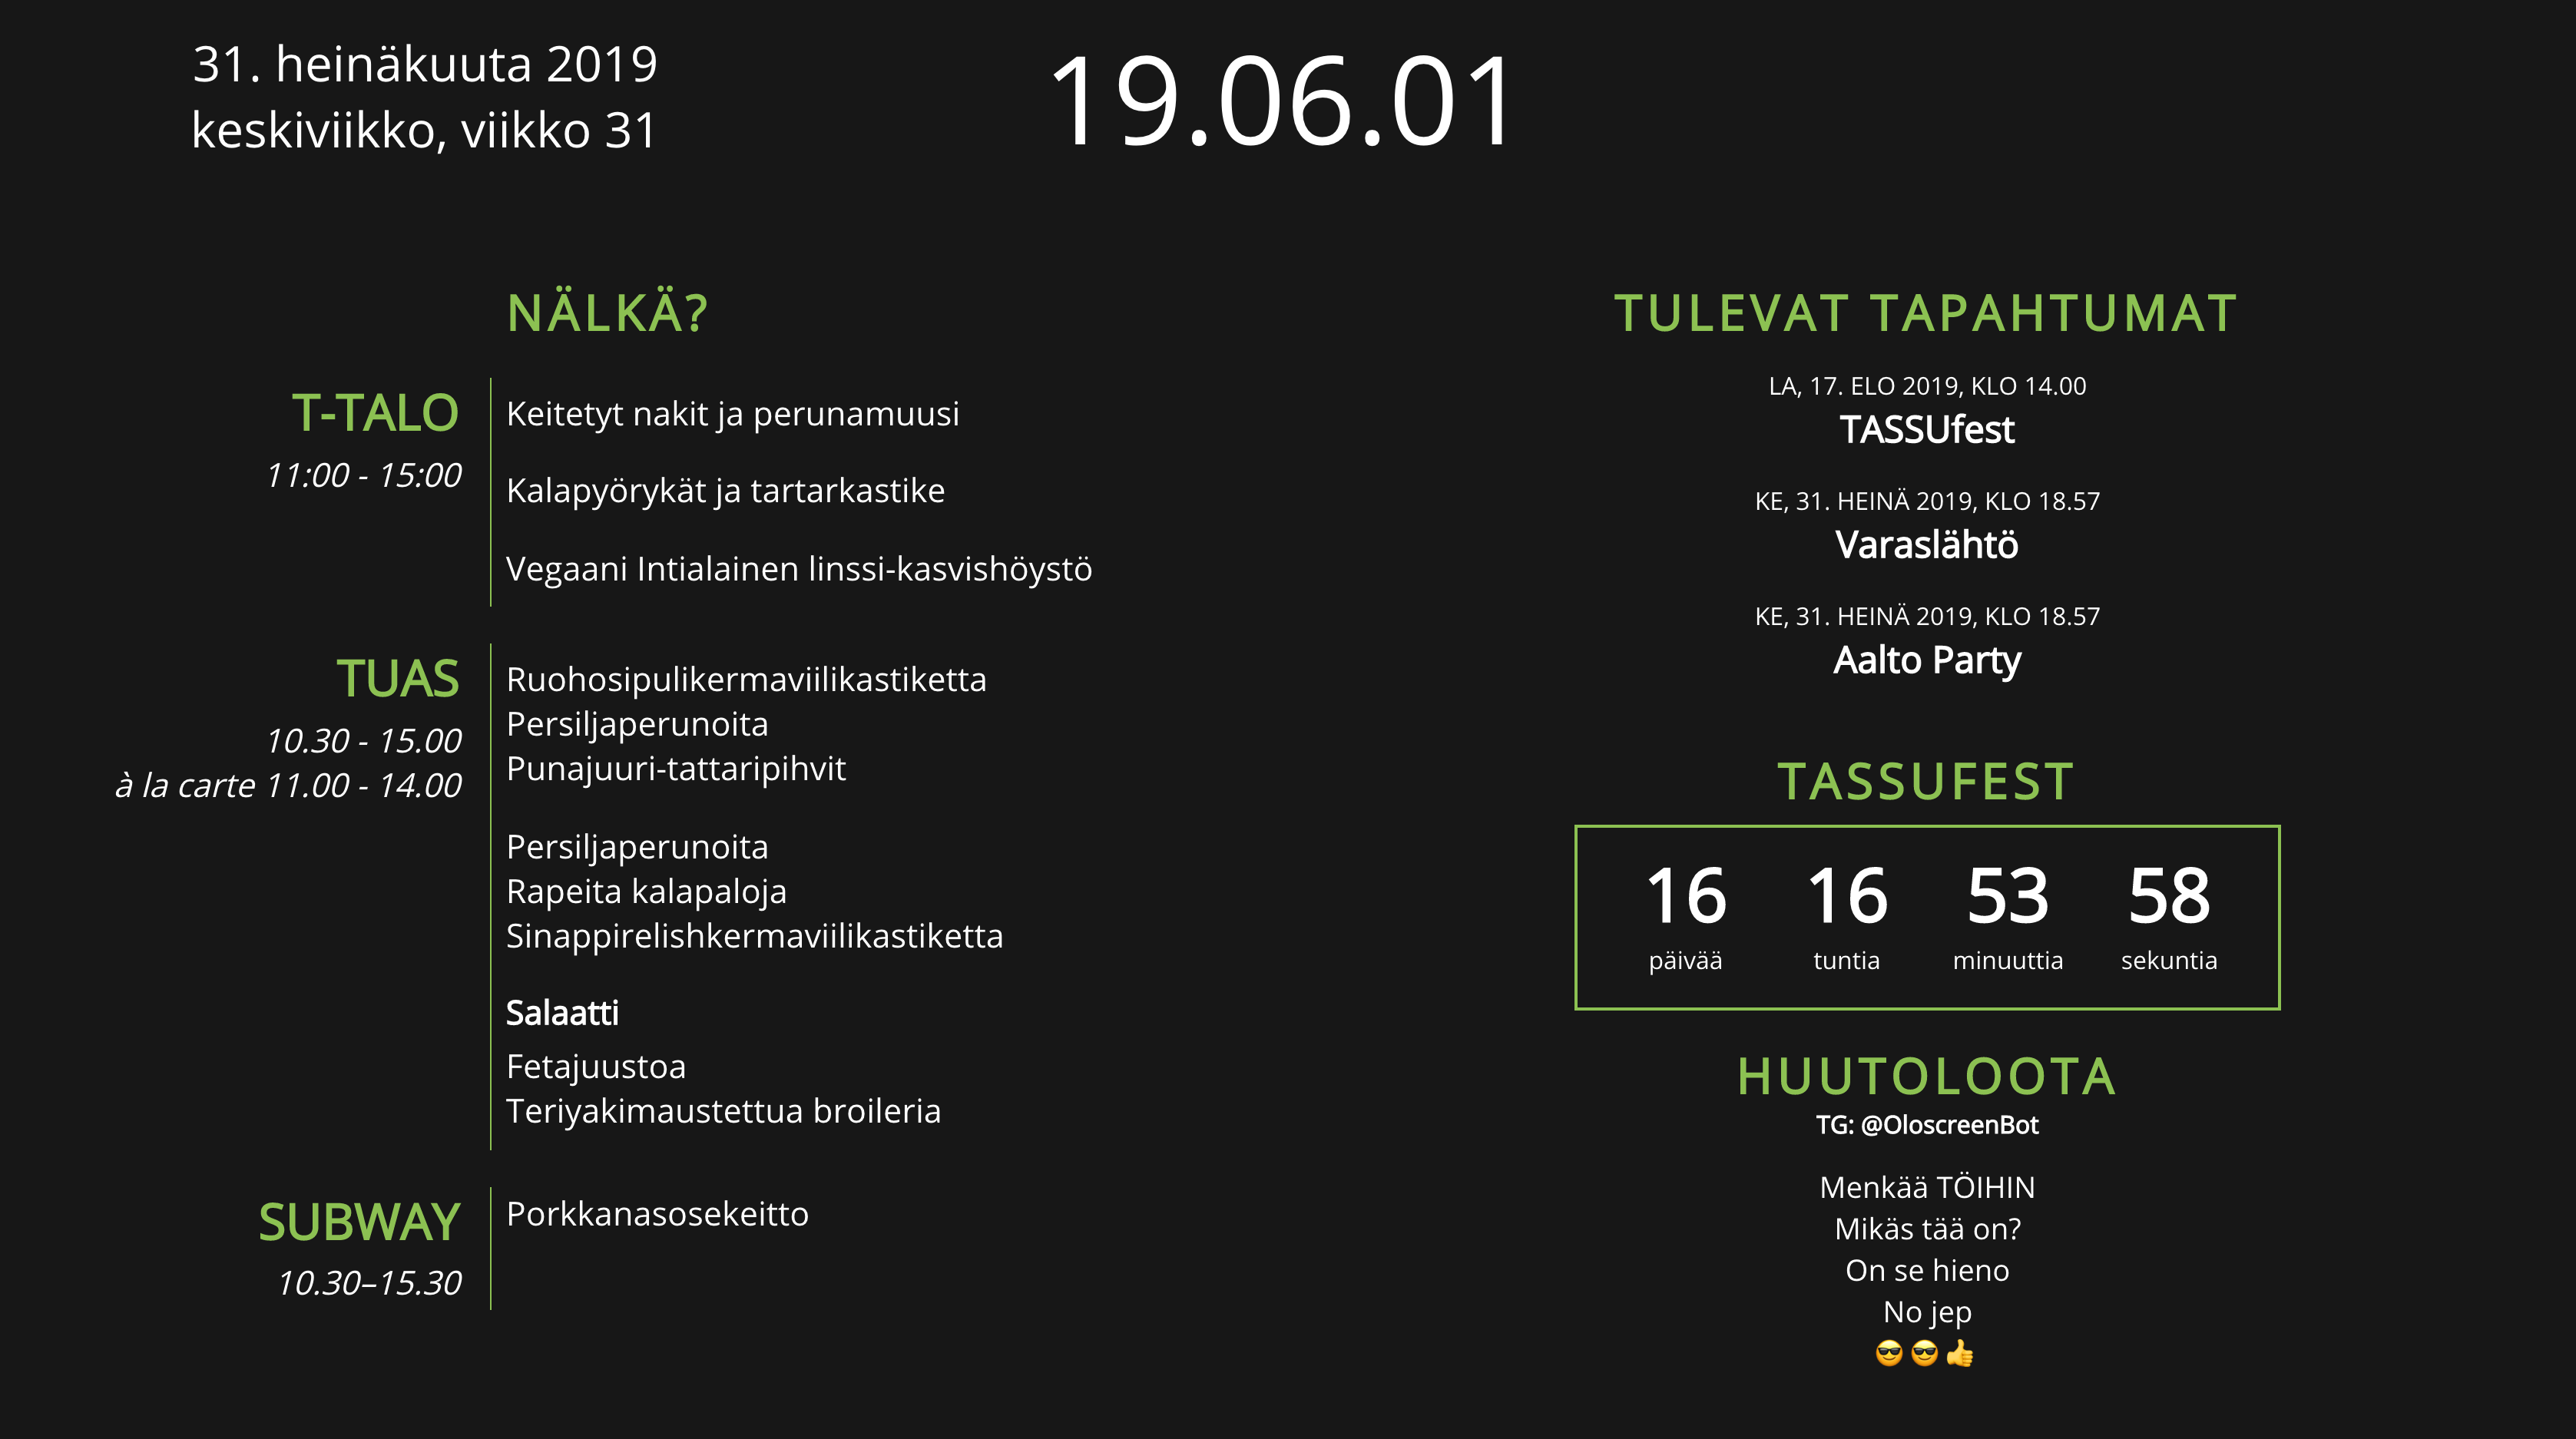 31. heinäkuuta 2019
keskiviikko, viikko 31
19.06.01
NÄLKÄ?
T-TALO
11:00 - 15:00
Keitetyt nakit ja perunamuusi
Kalapyörykät ja tartarkastike
Vegaani Intialainen linssi-kasvishöystö
TUAS
10.30 - 15.00
à la carte 11.00 - 14.00
Ruohosipulikermaviilikastiketta
Persiljaperunoita
Punajuuri-tattaripihvit
Persiljaperunoita
Rapeita kalapaloja
Sinappirelishkermaviilikastiketta
Salaatti
Fetajuustoa
Teriyakimaustettua broileria
SUBWAY
10.30–15.30
Porkkanasosekeitto
TULEVAT TAPAHTUMAT
LA, 17. ELO 2019, KLO 14.00
TASSUfest
KE, 31. HEINÄ 2019, KLO 18.57
Varaslähtö
KE, 31. HEINÄ 2019, KLO 18.57
Aalto Party
TASSUFEST
16 16 53 58
päivää tuntia minuuttia sekuntia
HUUTOLOOTA
TG: @OloscreenBot
Menkää TÖIHIN
Mikäs tää on?
On se hieno
No jep
😎😎👍